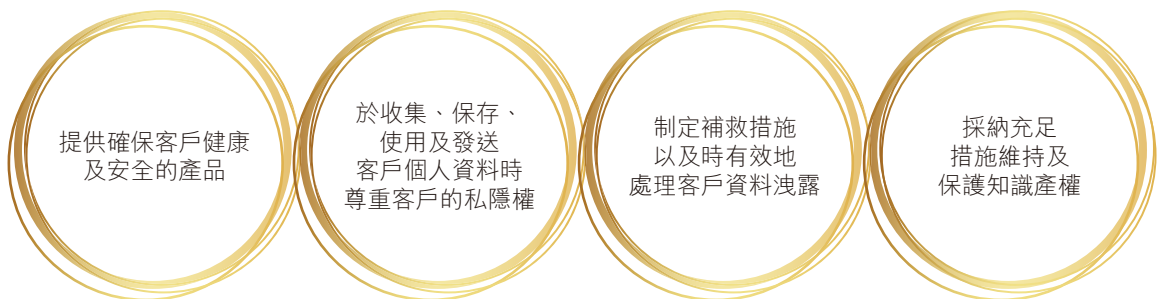 提供確保客戶健康
及安全的產品
於收集、保存、
使用及發送
客戶個人資料時
尊重客戶的私隱權
制定補救措施
以及時有效地
處理客戶資料洩露
採納充足
措施維持及
保護知識產權